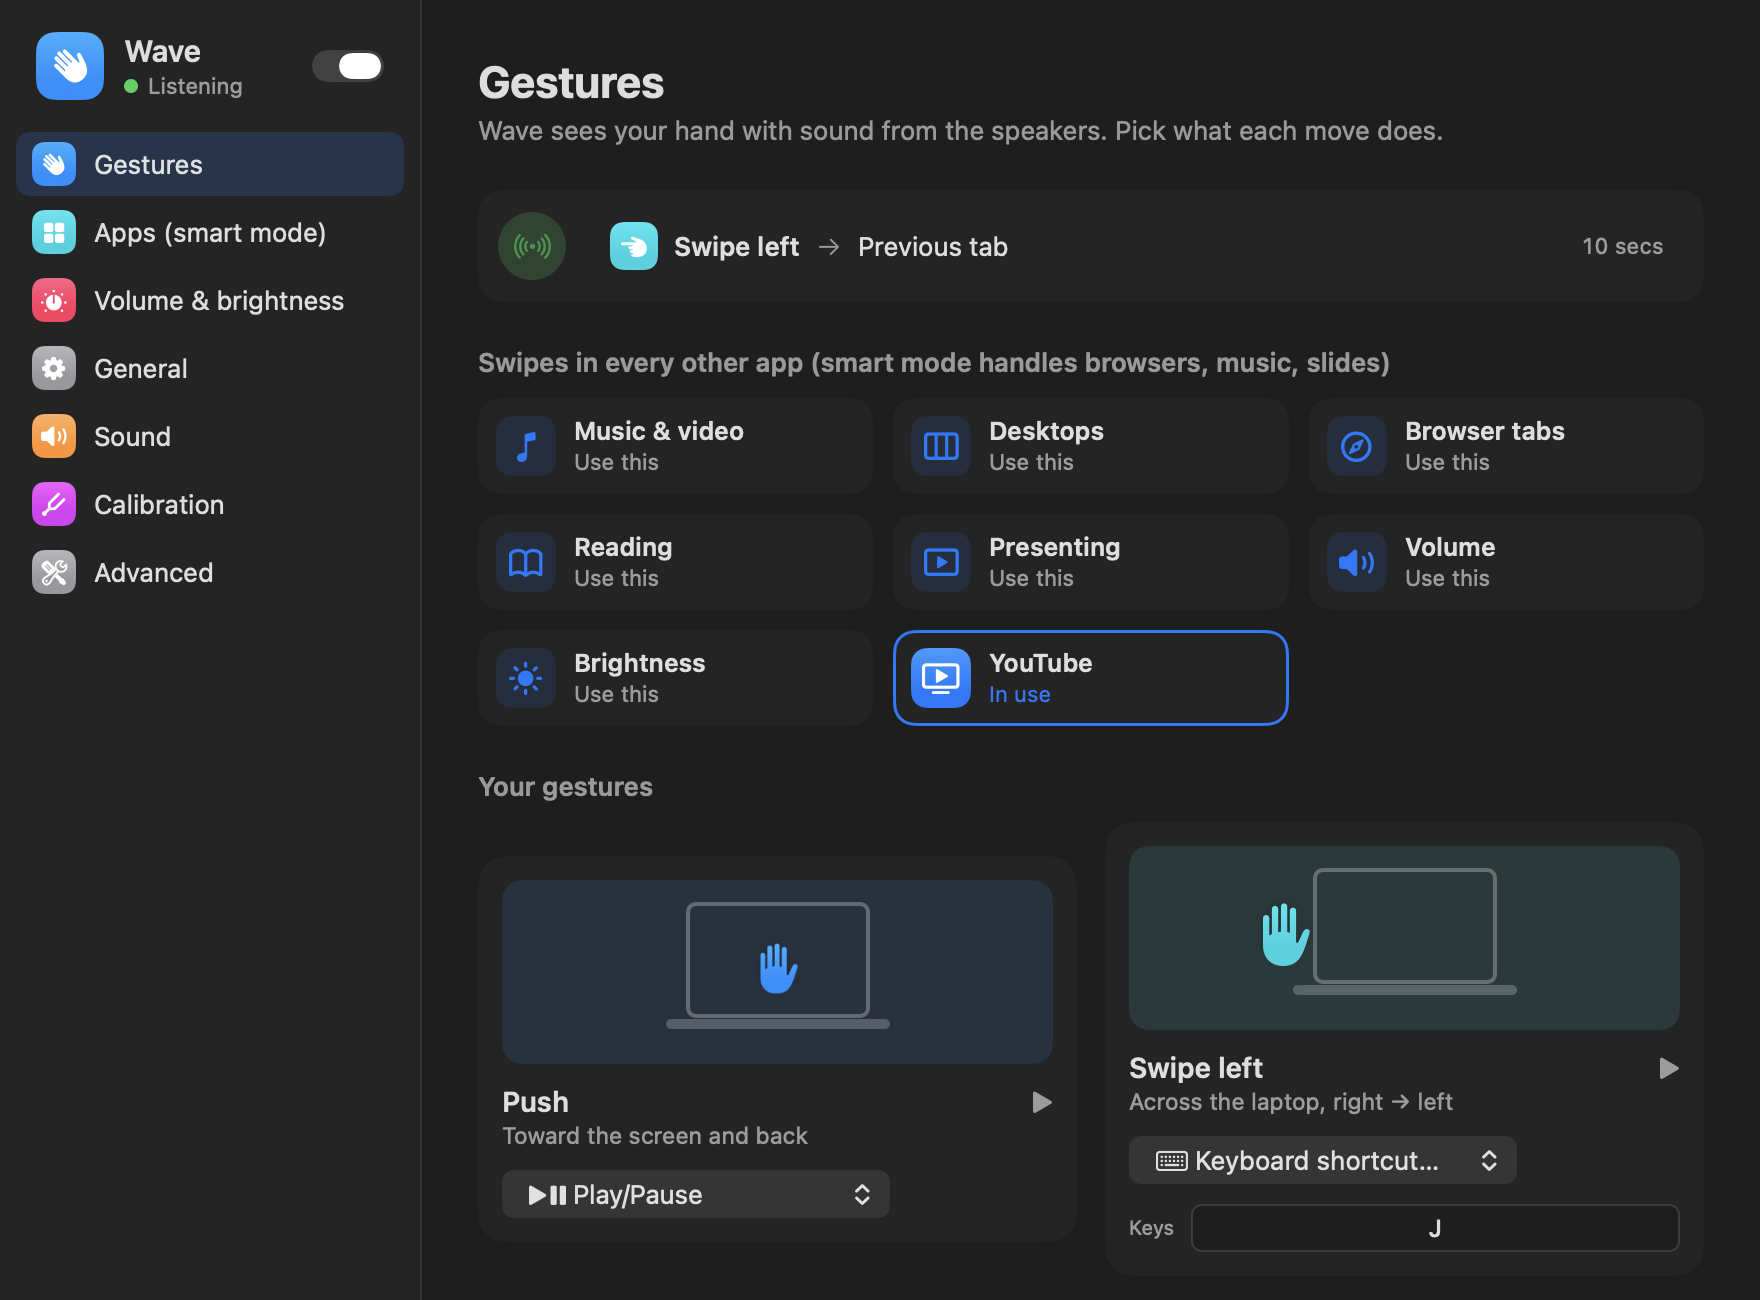 Wave
Listening
Gestures
Apps (smart mode)
Volume & brightness
General
Sound
Calibration
Advanced
Gestures
Wave sees your hand with sound from the speakers. Pick what each move does.
Swipe left → Previous tab
10 secs
Swipes in every other app (smart mode handles browsers, music, slides)
Music & video
Use this
Desktops
Use this
Browser tabs
Use this
Reading
Use this
Presenting
Use this
Volume
Use this
Brightness
Use this
YouTube
In use
Your gestures
Push
Toward the screen and back
Play/Pause
Swipe left
Across the laptop, right → left
Keyboard shortcut...
Keys
J